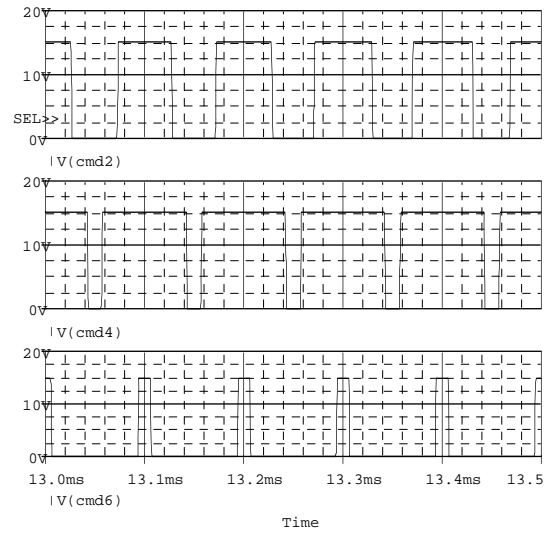 20V
10V
SEL>>
0V
V(cmd2)
20V
10V
0V
V(cmd4)
20V
10V
0V
13.0ms 13.1ms 13.2ms 13.3ms 13.4ms 13.5
V(cmd6)
Time